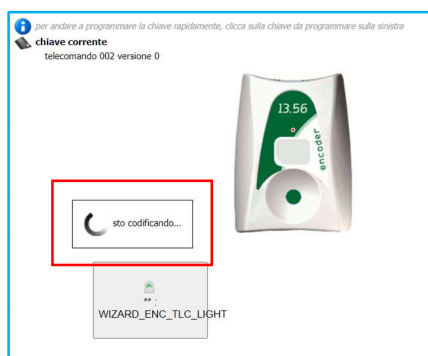 per andare a programmare la chiave rapidamente, clicca sulla chiave da programmare sulla sinistra
chiave corrente
telecomando 002 versione 0
13.56
encoder
sto codificando...
** :
WIZARD_ENC_TLC_LIGHT